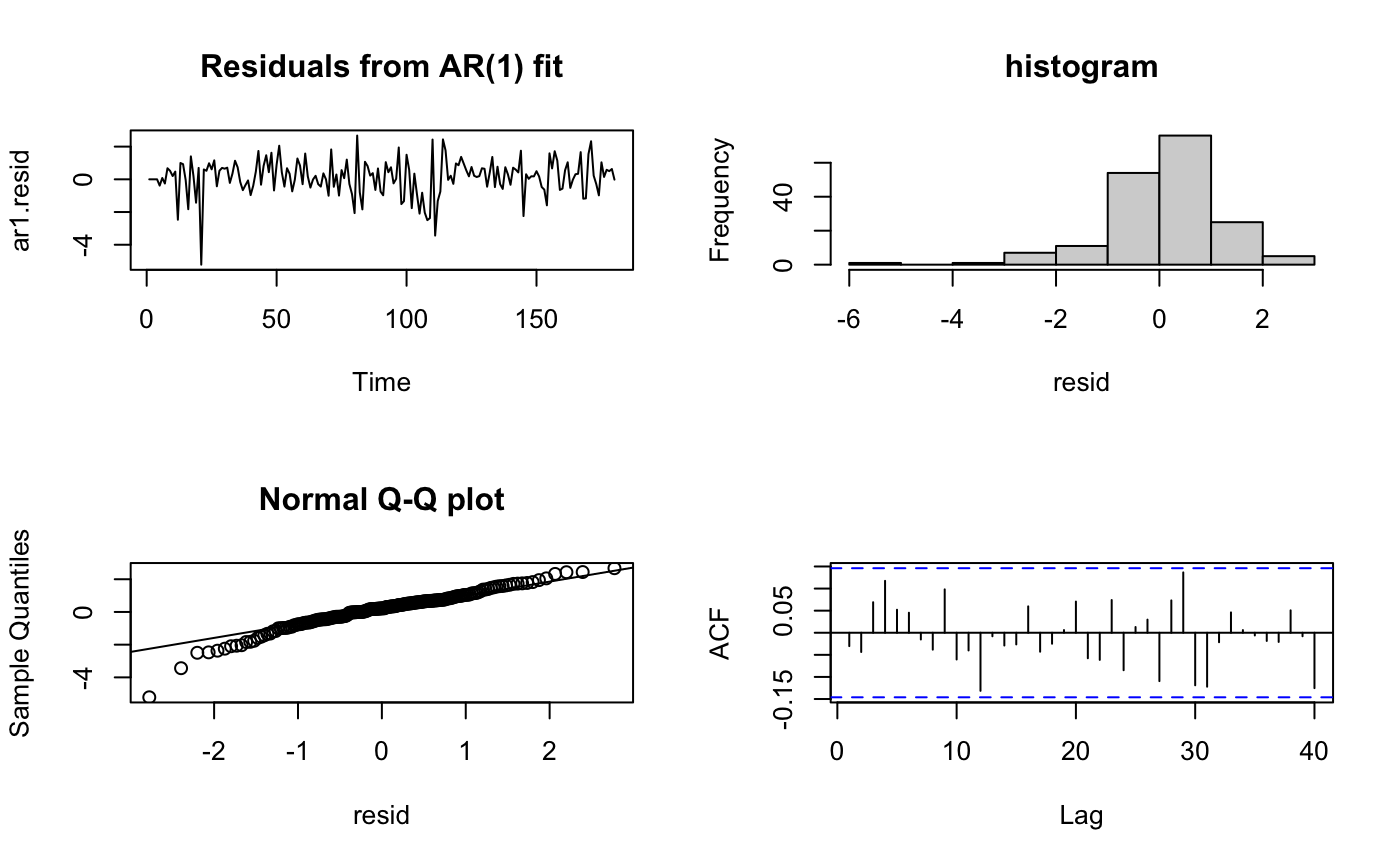 Residuals from AR(1) fit
ar1.resid
0
-4
0 50 100 150
Time
histogram
Frequency
40
0
-6 -4 -2 0 2
resid
Normal Q-Q plot
Sample Quantiles
0
-4
-2 -1 0 1 2
resid
ACF
0.05
-0.15
0 10 20 30 40
Lag